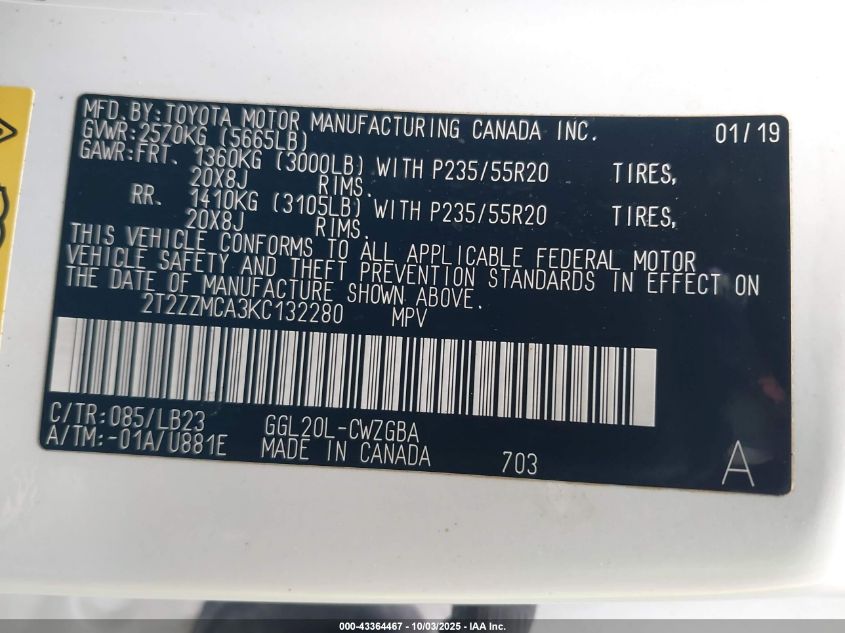 MFD. BY: TOYOTA MOTOR MANUFACTURING CANADA INC. 01/19
GVWR: 2570KG (5665LB)
GAWR: FRT. 1360KG (3000LB) WITH P235/55R20 TIRES,
20X8J RIMS.
RR. 1410KG (3105LB) WITH P235/55R20 TIRES,
20X8J RIMS.
THIS VEHICLE CONFORMS TO ALL APPLICABLE FEDERAL MOTOR
VEHICLE SAFETY AND THEFT PREVENTION STANDARDS IN EFFECT ON
THE DATE OF MANUFACTURE SHOWN ABOVE.
2T2ZZMCA3KC132280 MPV
C/TR: 085/LB23 GGL20L-CWZGBA
A/TM: -01A/U881E MADE IN CANADA 703 A
000-43364467 - 10/03/2025 - IAA Inc.